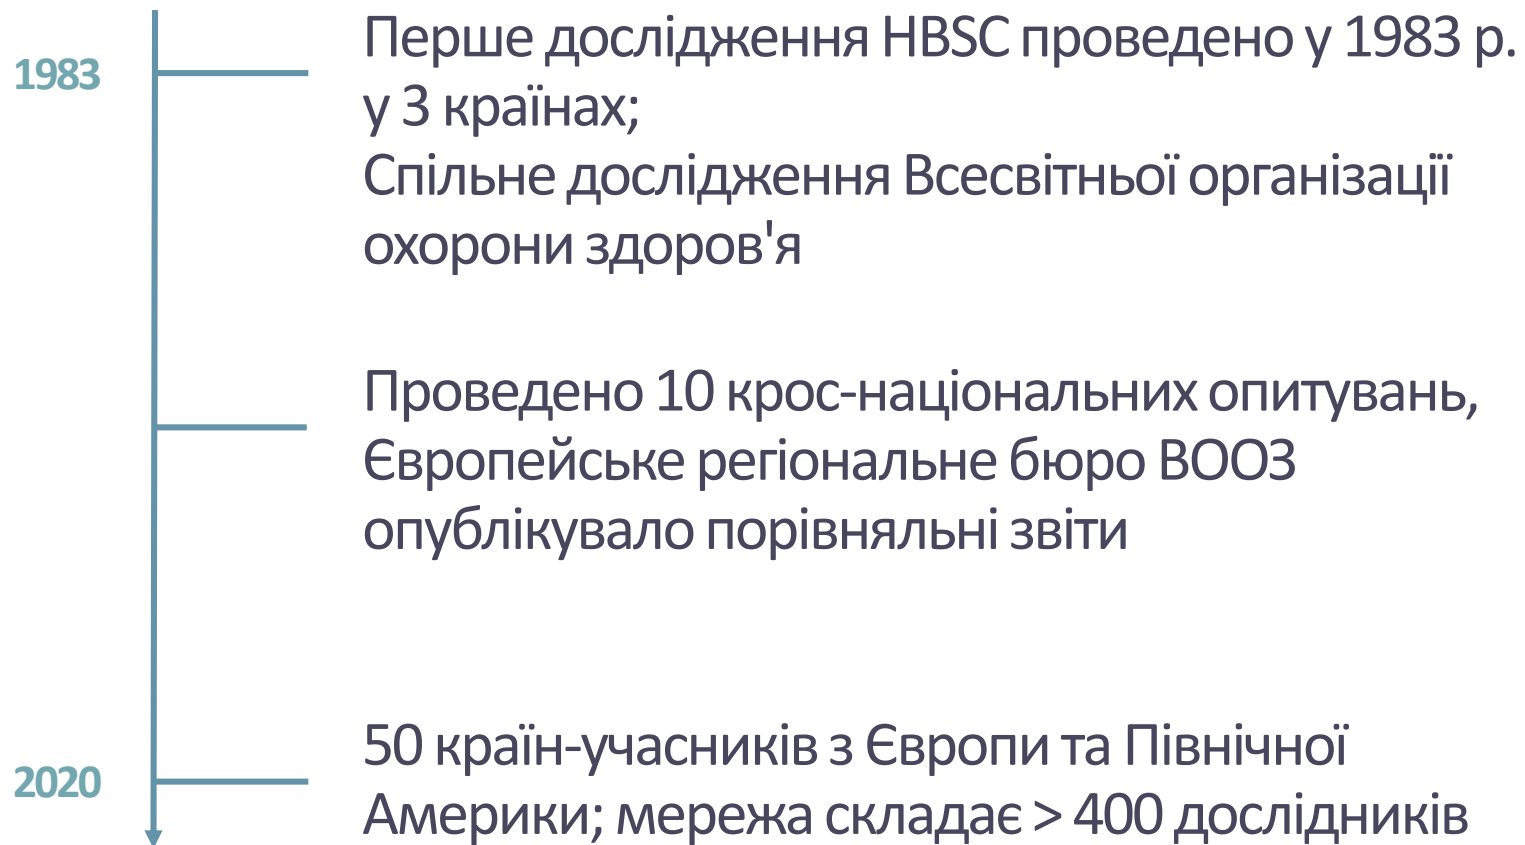 1983
Перше дослідження HBSC проведено у 1983 р.
у 3 країнах;
Спільне дослідження Всесвітньої організації
охорони здоров'я
Проведено 10 крос-національних опитувань,
Європейське регіональне бюро ВООЗ
опублікувало порівняльні звіти
2020
50 країн-учасників з Європи та Північної
Америки; мережа складає > 400 дослідників